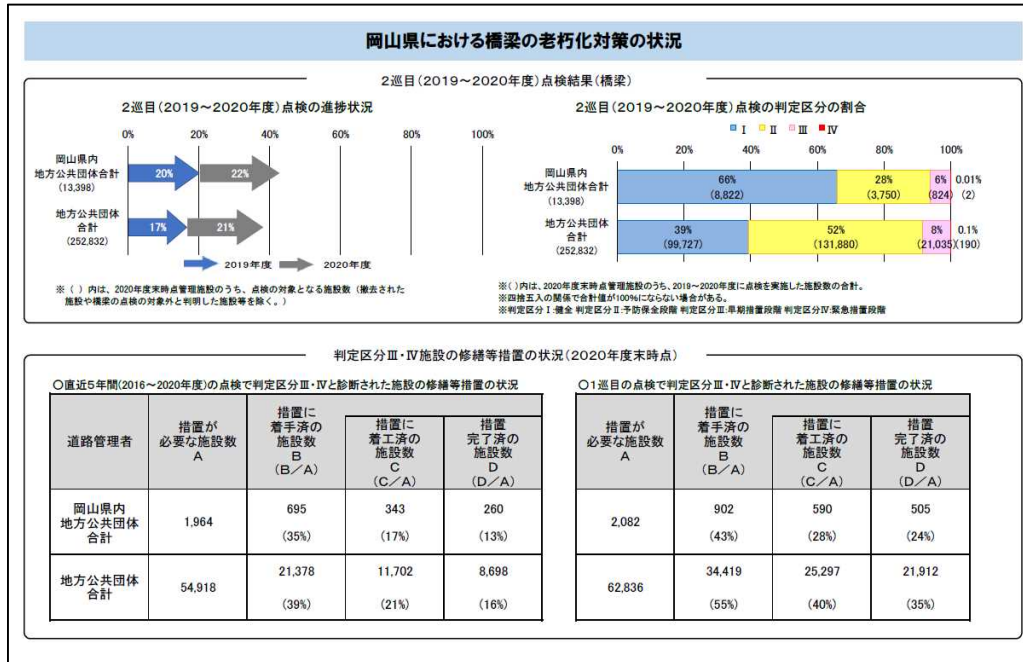 岡山県における橋梁の老朽化対策の状況
2巡目(2019～2020年度)点検結果(橋梁)
2巡目(2019～2020年度)点検の進捗状況
0% 20% 40% 60% 80% 100%
岡山県内
地方公共団体合計
(13,398)
20% 22%
地方公共団体
合計
(252,832)
17% 21%
2019年度 2020年度
※（ ）内は、2020年度末時点管理施設のうち、点検の対象となる施設数（撤去された
施設や橋梁の点検の対象外と判明した施設等を除く。）
2巡目(2019～2020年度)点検の判定区分の割合
Ⅰ Ⅱ Ⅲ Ⅳ
0% 20% 40% 60% 80% 100%
岡山県内
地方公共団体合計
(13,398)
66% 28% 6% 0.01%
(8,822) (3,750) (824) (2)
地方公共団体
合計
(252,832)
39% 52% 8% 0.1%
(99,727) (131,880) (21,035)(190)
※( )内は、2020年度末時点管理施設のうち、2019～2020年度に点検を実施した施設数の合計。
※四捨五入の関係で合計値が100%にならない場合がある。
※判定区分Ⅰ:健全 判定区分Ⅱ:予防保全段階 判定区分Ⅲ:早期措置段階 判定区分Ⅳ:緊急措置段階
判定区分Ⅲ・Ⅳ施設の修繕等措置の状況(2020年度末時点)
○直近5年間(2016～2020年度)の点検で判定区分Ⅲ・Ⅳと診断された施設の修繕等措置の状況
道路管理者
措置が
必要な施設数
A
措置に
着手済の
施設数
B
(B/A)
措置に
着工済の
施設数
C
(C/A)
措置
完了済の
施設数
D
(D/A)
岡山県内
地方公共団体
合計
1,964
695 343 260
(35%) (17%) (13%)
地方公共団体
合計
54,918
21,378 11,702 8,698
(39%) (21%) (16%)
○1巡目の点検で判定区分Ⅲ・Ⅳと診断された施設の修繕等措置の状況
措置が
必要な施設数
A
措置に
着手済の
施設数
B
(B/A)
措置に
着工済の
施設数
C
(C/A)
措置
完了済の
施設数
D
(D/A)
2,082
902 590 505
(43%) (28%) (24%)
62,836
34,419 25,297 21,912
(55%) (40%) (35%)